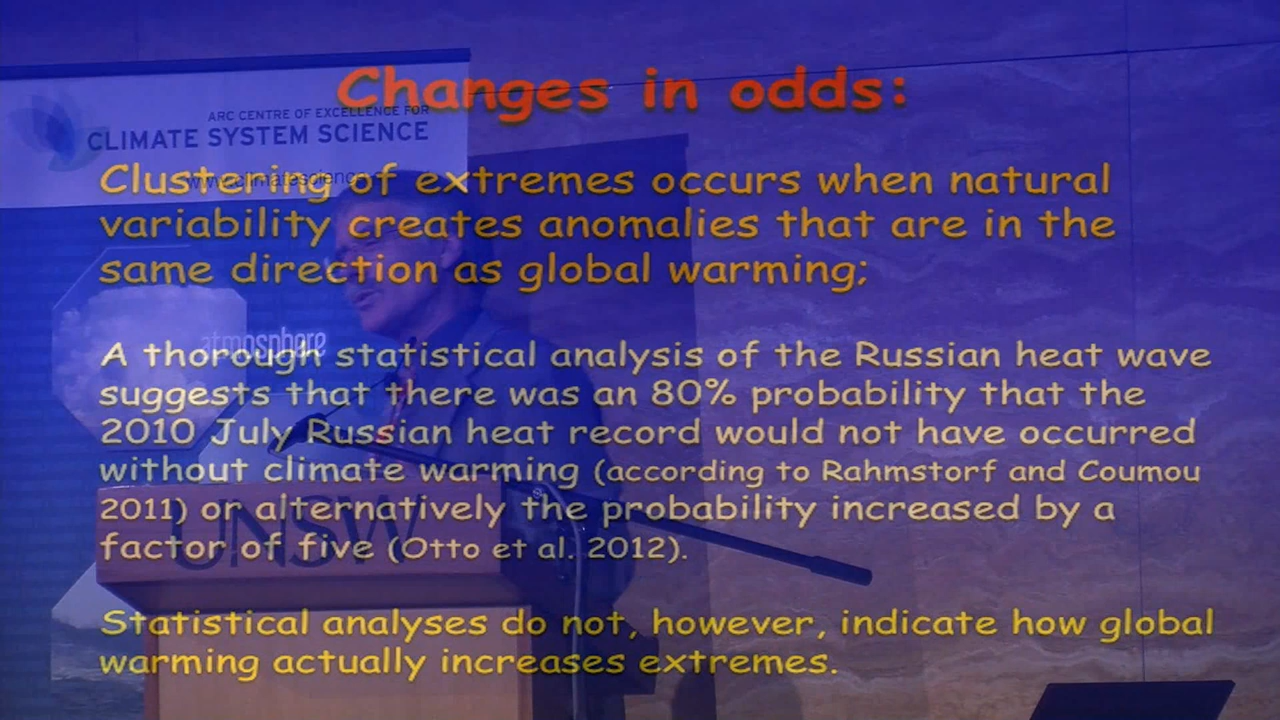 Changes in odds:
ARC CENTRE OF EXCELLENCE FOR
CLIMATE SYSTEM SCIENCE
www.climatescience
Clustering of extremes occurs when natural
variability creates anomalies that are in the
same direction as global warming;
atmosphere
A thorough statistical analysis of the Russian heat wave
suggests that there was an 80% probability that the
2010 July Russian heat record would not have occurred
without climate warming (according to Rahmstorf and Coumou
2011) or alternatively the probability increased by a
factor of five (Otto et al. 2012).
UNSW
Statistical analyses do not, however, indicate how global
warming actually increases extremes.